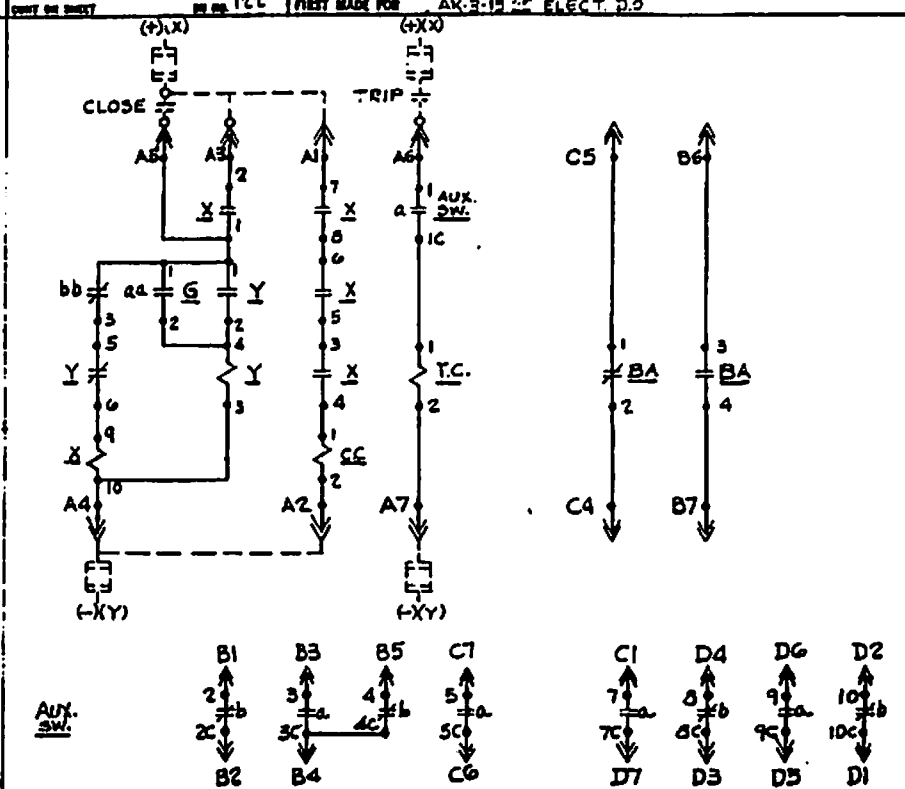 FIRST MADE FOR AK-3-15 ELECT. D.O
(+)(X) (+)(X)
CLOSE TRIP
A5 A3 A1 A6 C5 B6
2 7 1
X X a AUX.
SW.
1 8 1C
6
1 1
bb aa G Y X
3 2 2 5
5 4 3 1 1 3
Y Y X T.C. BA BA
6 3 4 2 2 4
9 1
X CC
10 2
A4 A2 A7 C4 B7
(-)(Y) (-)(Y)
B1 B3 B5 C7 C1 D4 D6 D2
2 3 4 5 7 8 9 10
AUX.
SW.
b a b a a b a b
2C 3C 4C 5C 7C 8C 9C 10C
B2 B4 C6 D7 D3 D5 D1